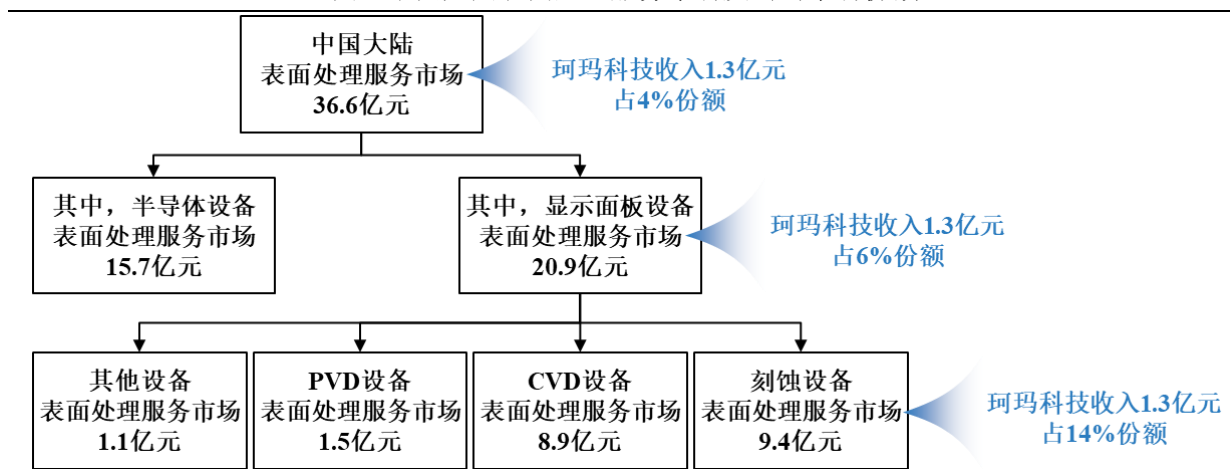 中国大陆
表面处理服务市场
36.6亿元
珂玛科技收入1.3亿元
占4%份额
其中，半导体设备
表面处理服务市场
15.7亿元
其中，显示面板设备
表面处理服务市场
20.9亿元
珂玛科技收入1.3亿元
占6%份额
其他设备
表面处理服务市场
1.1亿元
PVD设备
表面处理服务市场
1.5亿元
CVD设备
表面处理服务市场
8.9亿元
刻蚀设备
表面处理服务市场
9.4亿元
珂玛科技收入1.3亿元
占14%份额